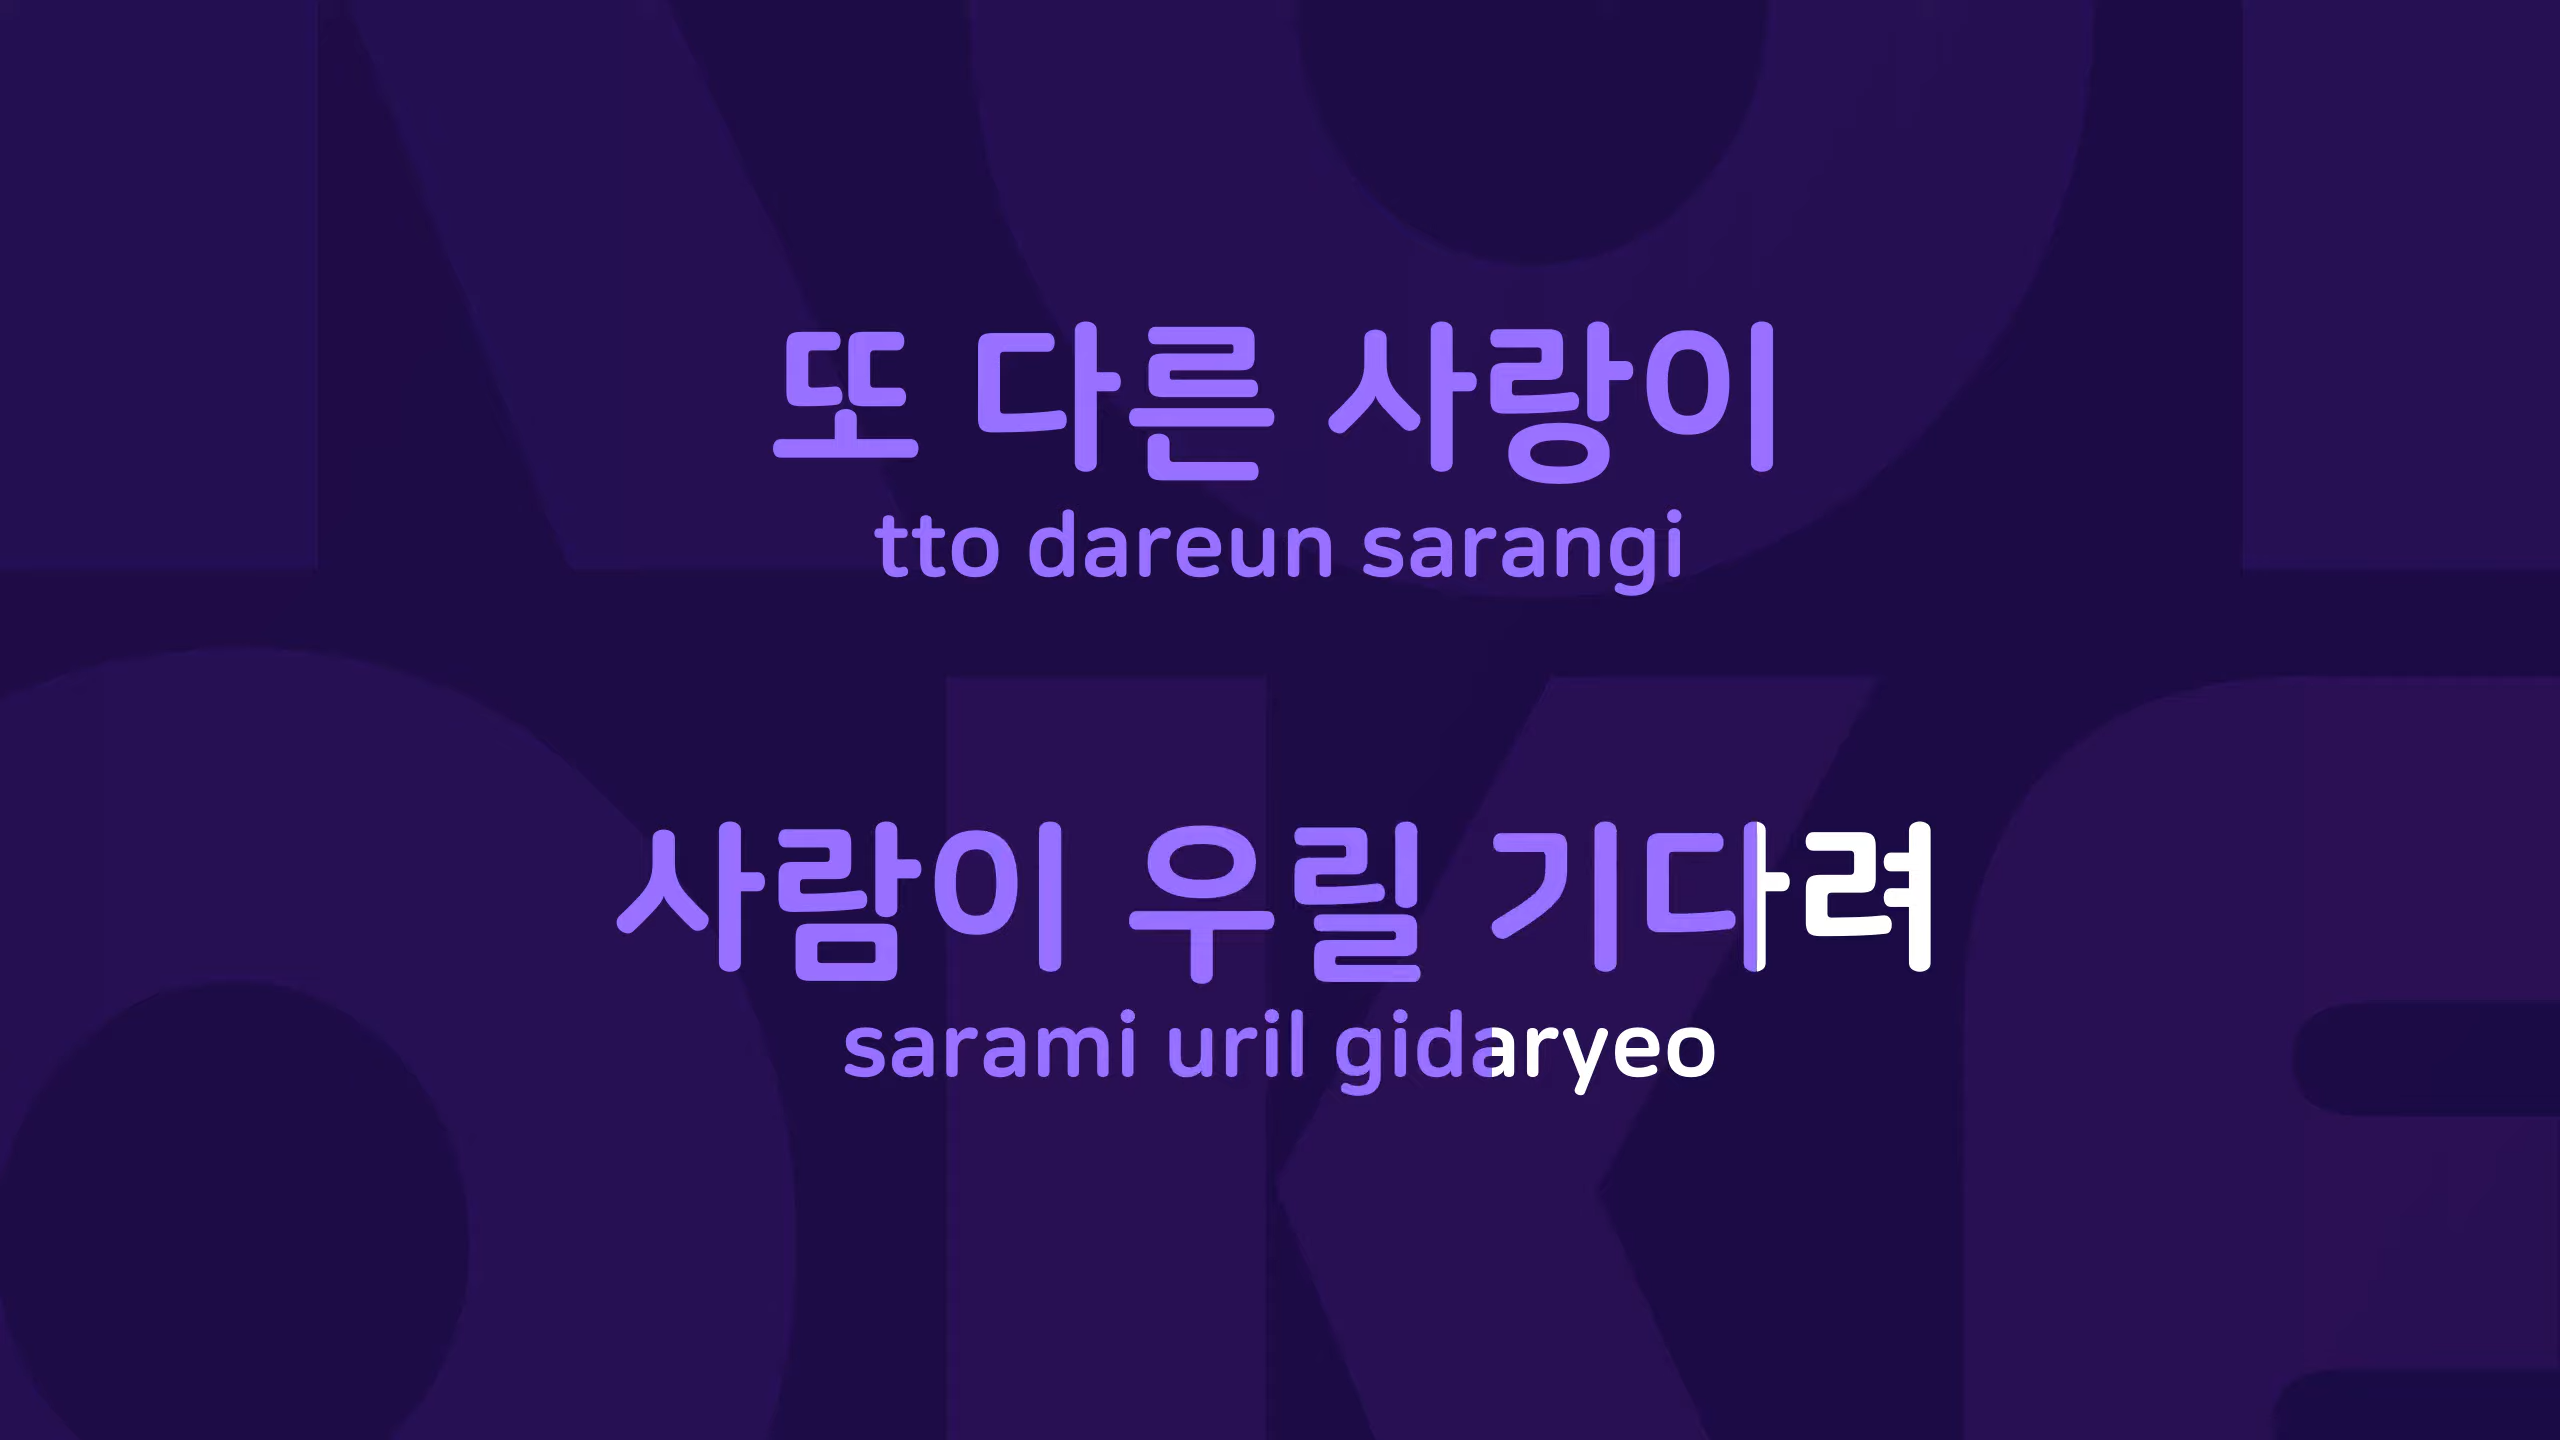 또 다른 사랑이
tto dareun sarangi
사람이 우릴 기다려
sarami uril gidaryeo